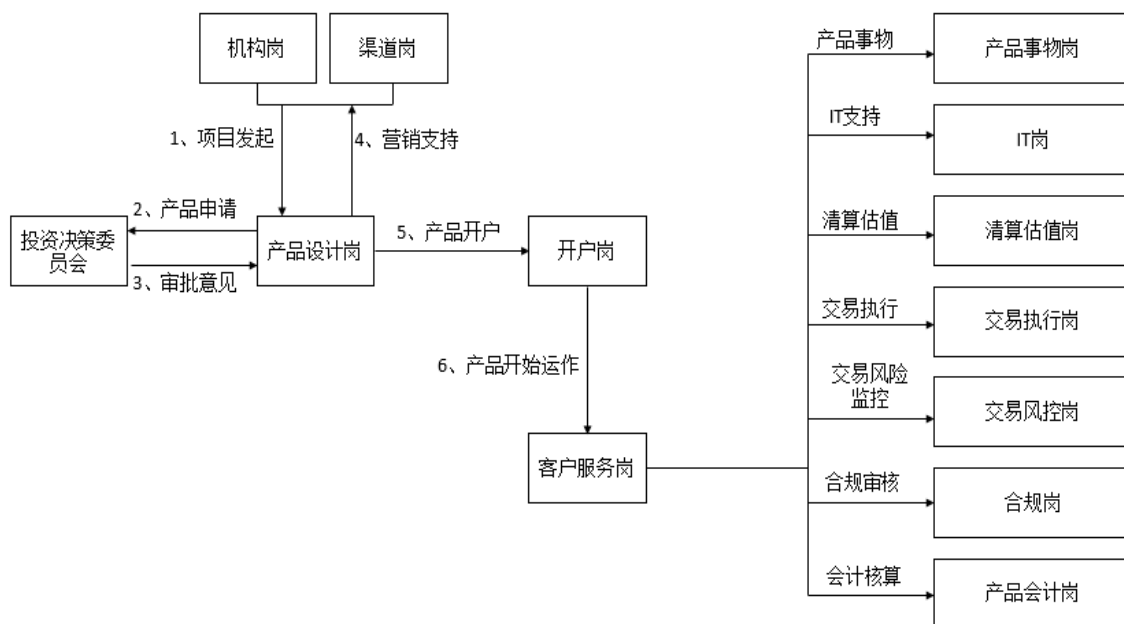 机构岗
渠道岗
1、项目发起
4、营销支持
2、产品申请
投资决策委
员会
3、审批意见
产品设计岗
5、产品开户
开户岗
6、产品开始运作
客户服务岗
产品事物
产品事物岗
IT支持
IT岗
清算估值
清算估值岗
交易执行
交易执行岗
交易风险
监控
交易风控岗
合规审核
合规岗
会计核算
产品会计岗